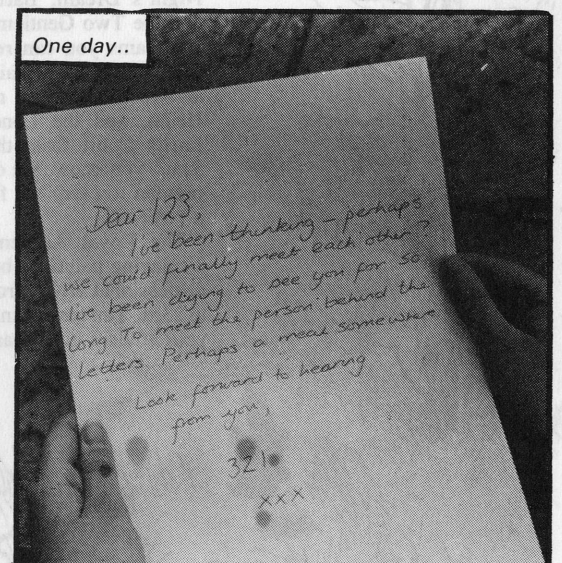 One day..
Dear 123,
I've been thinking – perhaps
we could finally meet each other?
I've been dying to see you for so
long To meet the person behind the
letters Perhaps a meal somewhere
Look forward to hearing
from you,
321
xxx